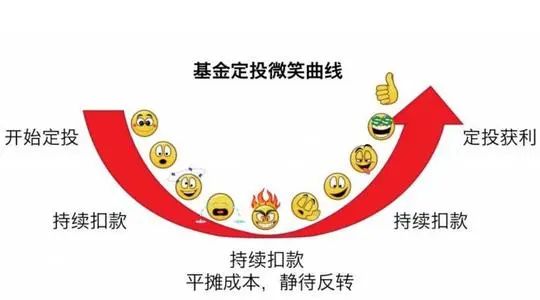 基金定投微笑曲线
开始定投
定投获利
持续扣款
持续扣款
持续扣款
平摊成本，静待反转